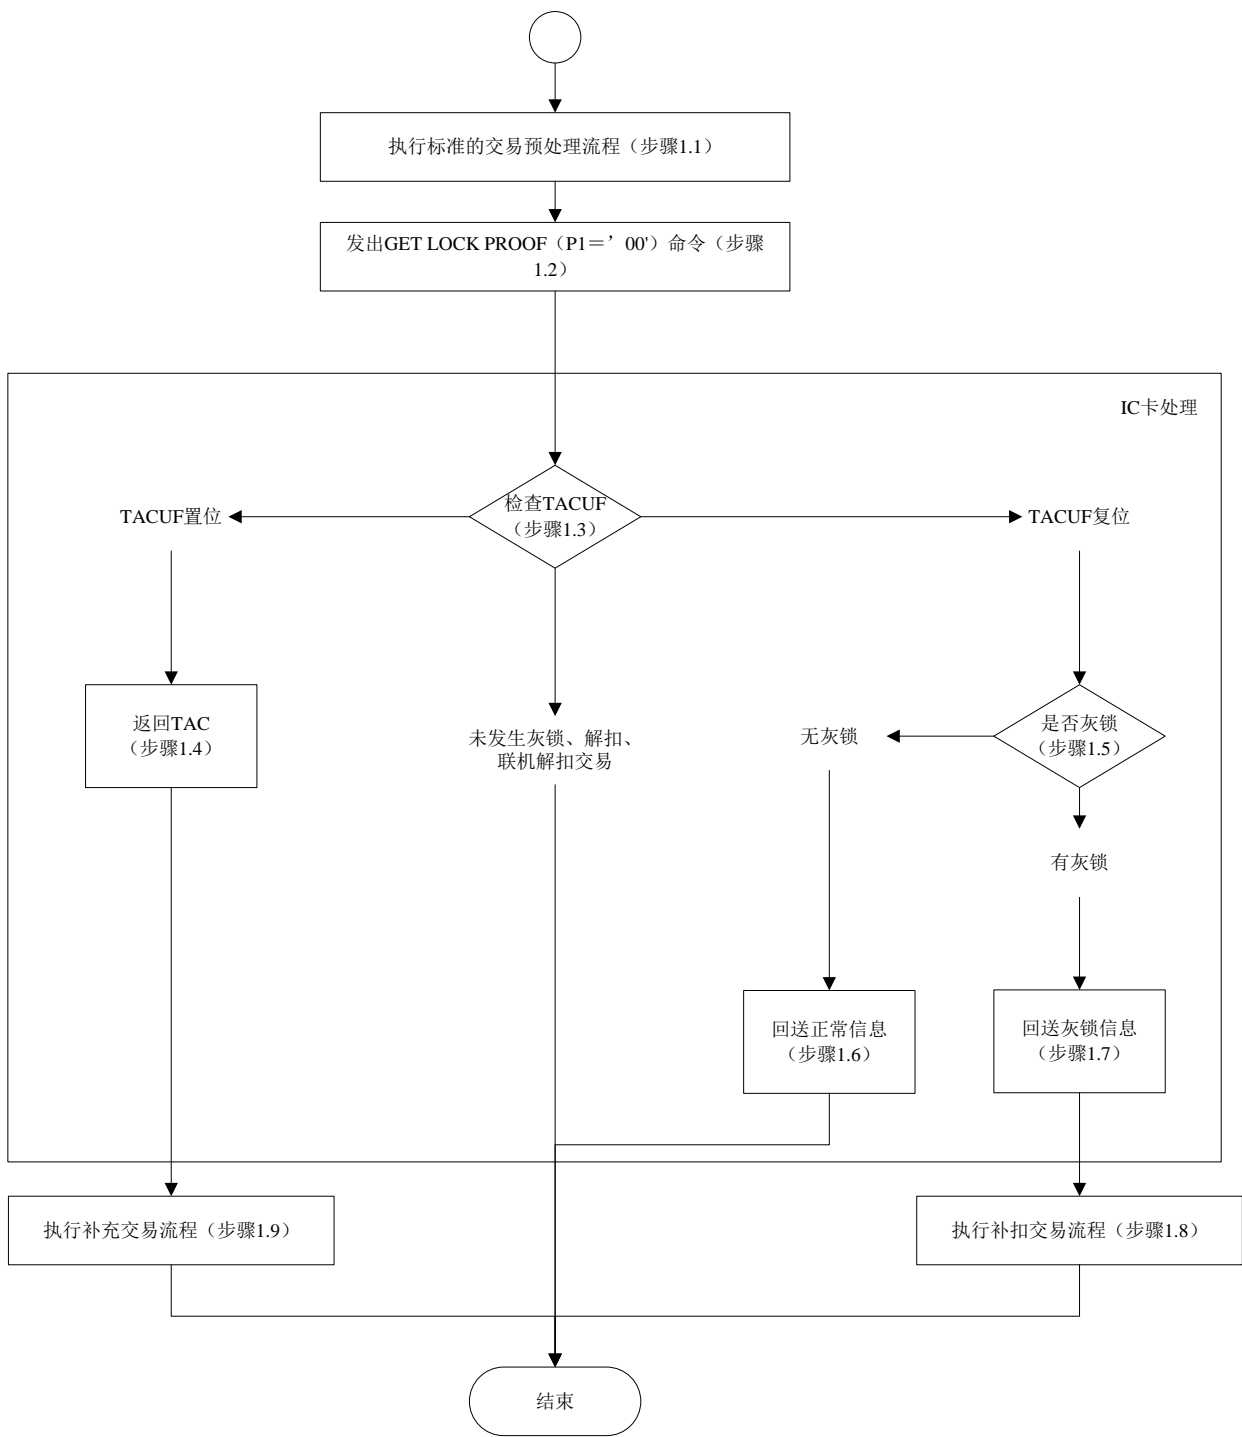 执行标准的交易预处理流程（步骤1.1）
发出GET LOCK PROOF（P1＝’00'）命令（步骤
1.2）
IC卡处理
检查TACUF
（步骤1.3）
TACUF置位
TACUF复位
返回TAC
（步骤1.4）
未发生灰锁、解扣、
联机解扣交易
无灰锁
是否灰锁
（步骤1.5）
有灰锁
回送正常信息
（步骤1.6）
回送灰锁信息
（步骤1.7）
执行补充交易流程（步骤1.9）
执行补扣交易流程（步骤1.8）
结束